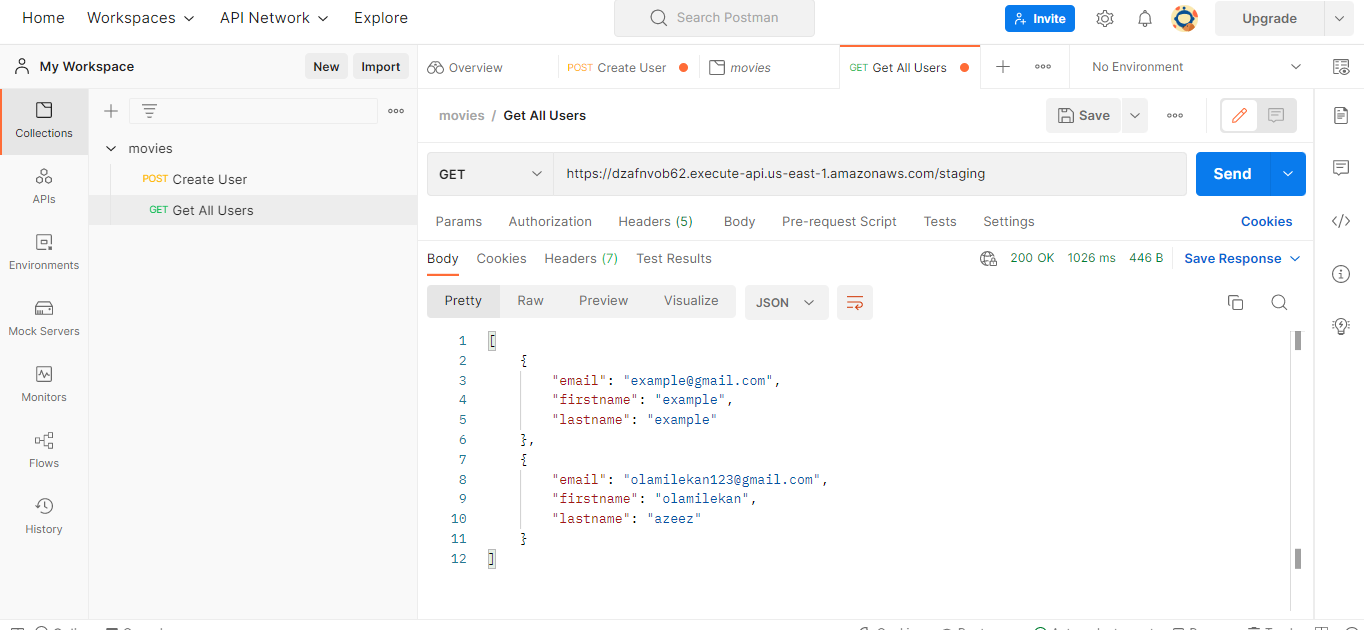 Home Workspaces API Network Explore Search Postman Invite Upgrade
My Workspace New Import Overview POST Create User movies GET Get All Users No Environment
Collections
movies / Get All Users Save
movies
POST Create User
GET https://dzafnvob62.execute-api.us-east-1.amazonaws.com/staging Send
APIs
GET Get All Users
Params Authorization Headers (5) Body Pre-request Script Tests Settings Cookies
Environments
Body Cookies Headers (7) Test Results 200 OK 1026 ms 446 B Save Response
Pretty Raw Preview Visualize JSON
Mock Servers
Monitors
Flows
History
1 [
2 {
3 "email": "example@gmail.com",
4 "firstname": "example",
5 "lastname": "example"
6 },
7 {
8 "email": "olamilekan123@gmail.com",
9 "firstname": "olamilekan",
10 "lastname": "azeez"
11 }
12 ]